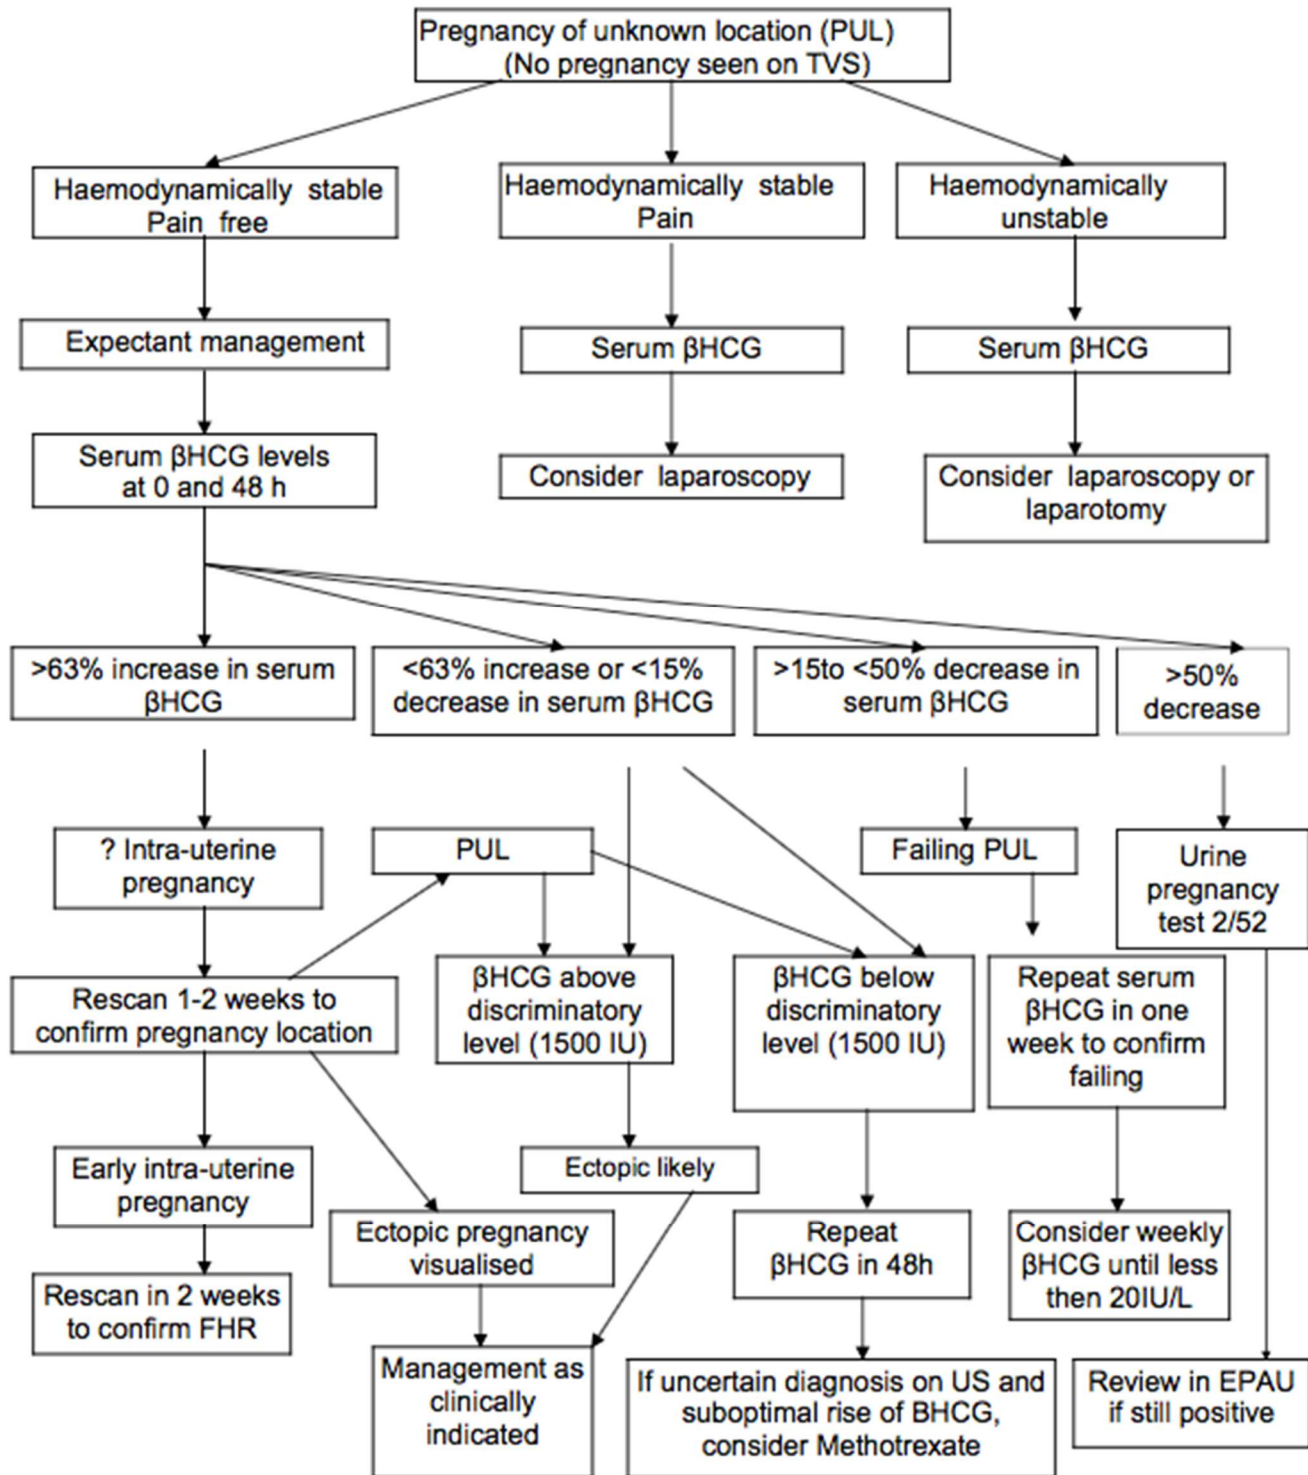 Pregnancy of unknown location (PUL)
(No pregnancy seen on TVS)
Haemodynamically stable
Pain free
Haemodynamically stable
Pain
Haemodynamically
unstable
Expectant management
Serum βHCG
Serum βHCG
Serum βHCG levels
at 0 and 48 h
Consider laparoscopy
Consider laparoscopy or
laparotomy
>63% increase in serum
βHCG
<63% increase or <15%
decrease in serum βHCG
>15to <50% decrease in
serum βHCG
>50%
decrease
? Intra-uterine
pregnancy
PUL
Failing PUL
Urine
pregnancy
test 2/52
Rescan 1-2 weeks to
confirm pregnancy location
βHCG above
discriminatory
level (1500 IU)
βHCG below
discriminatory
level (1500 IU)
Repeat serum
βHCG in one
week to confirm
failing
Early intra-uterine
pregnancy
Ectopic likely
Ectopic pregnancy
visualised
Repeat
βHCG in 48h
Consider weekly
βHCG until less
then 20IU/L
Rescan in 2 weeks
to confirm FHR
Management as
clinically
indicated
If uncertain diagnosis on US and
suboptimal rise of BHCG,
consider Methotrexate
Review in EPAU
if still positive